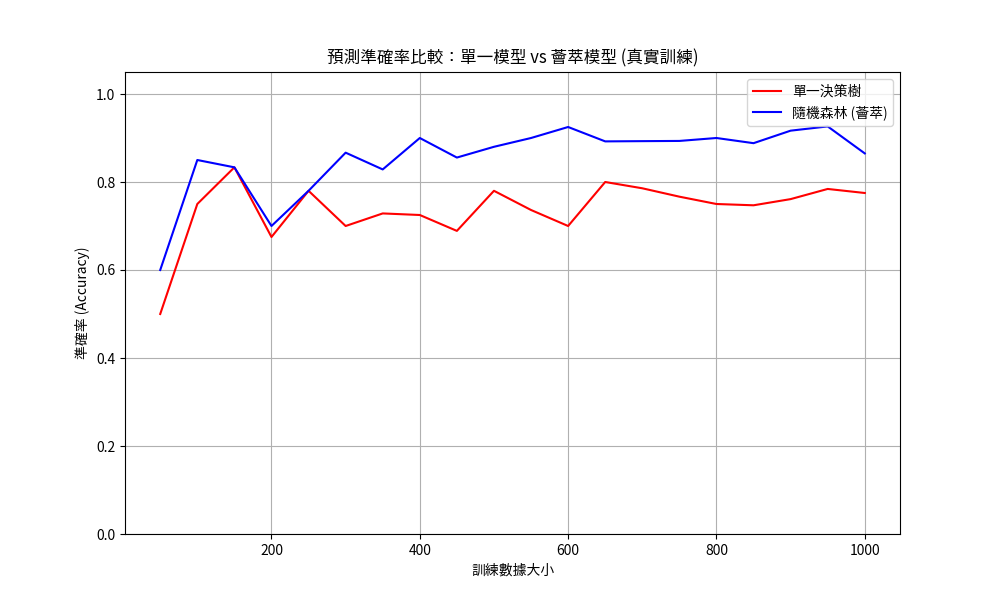 預測準確率比較：單一模型 vs 薈萃模型 (真實訓練)
單一決策樹
隨機森林 (薈萃)
準確率 (Accuracy)
1.0
0.8
0.6
0.4
0.2
0.0
200 400 600 800 1000
訓練數據大小